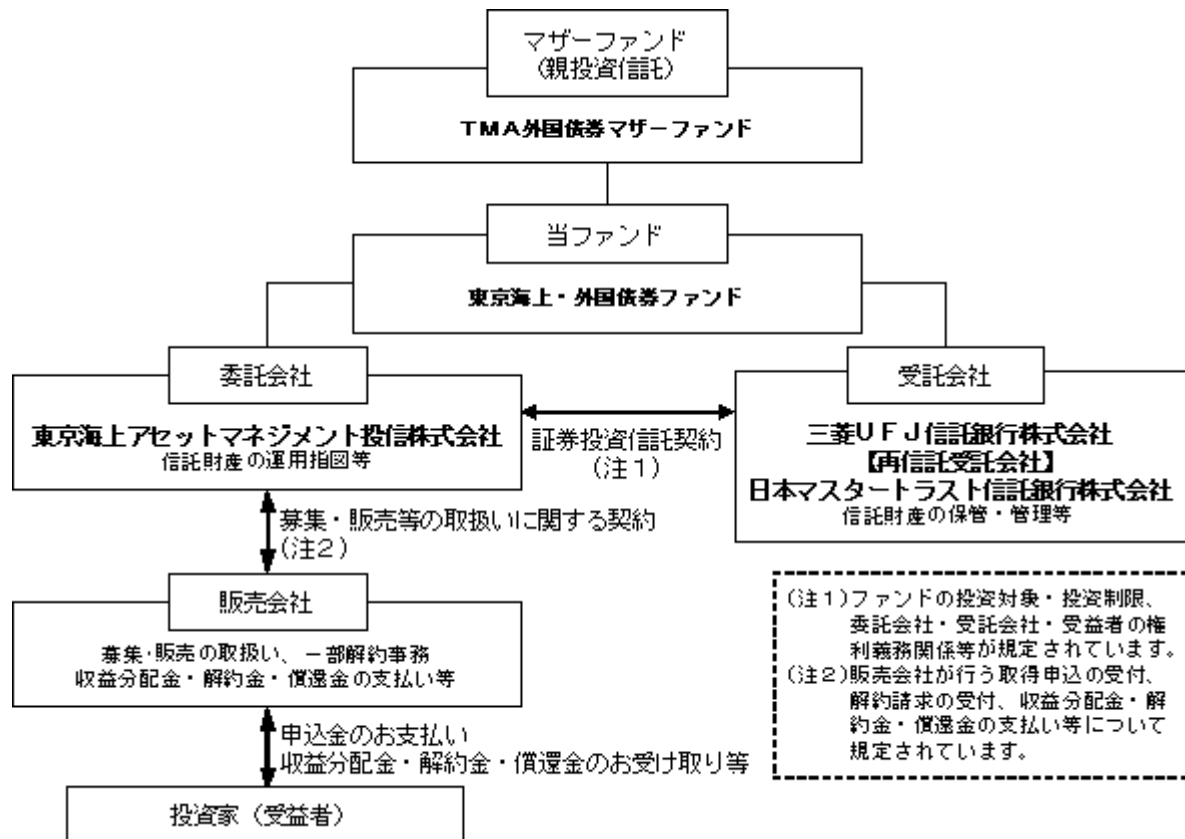 マザーファンド
(親投資信託)
TMA外国債券マザーファンド
当ファンド
東京海上・外国債券ファンド
委託会社
東京海上アセットマネジメント投信株式会社
信託財産の運用指図等
証券投資信託契約
(注1)
受託会社
三菱UFJ信託銀行株式会社
【再信託受託会社】
日本マスタートラスト信託銀行株式会社
信託財産の保管・管理等
募集・販売等の取扱いに関する契約
(注2)
販売会社
募集・販売の取扱い、一部解約事務
収益分配金・解約金・償還金の支払い等
申込金のお支払い
収益分配金・解約金・償還金のお受け取り等
投資家(受益者)
(注1)ファンドの投資対象・投資制限、
委託会社・受託会社・受益者の権
利義務関係等が規定されています。
(注2)販売会社が行う取得申込の受付、
解約請求の受付、収益分配金・解
約金・償還金の支払い等について
規定されています。